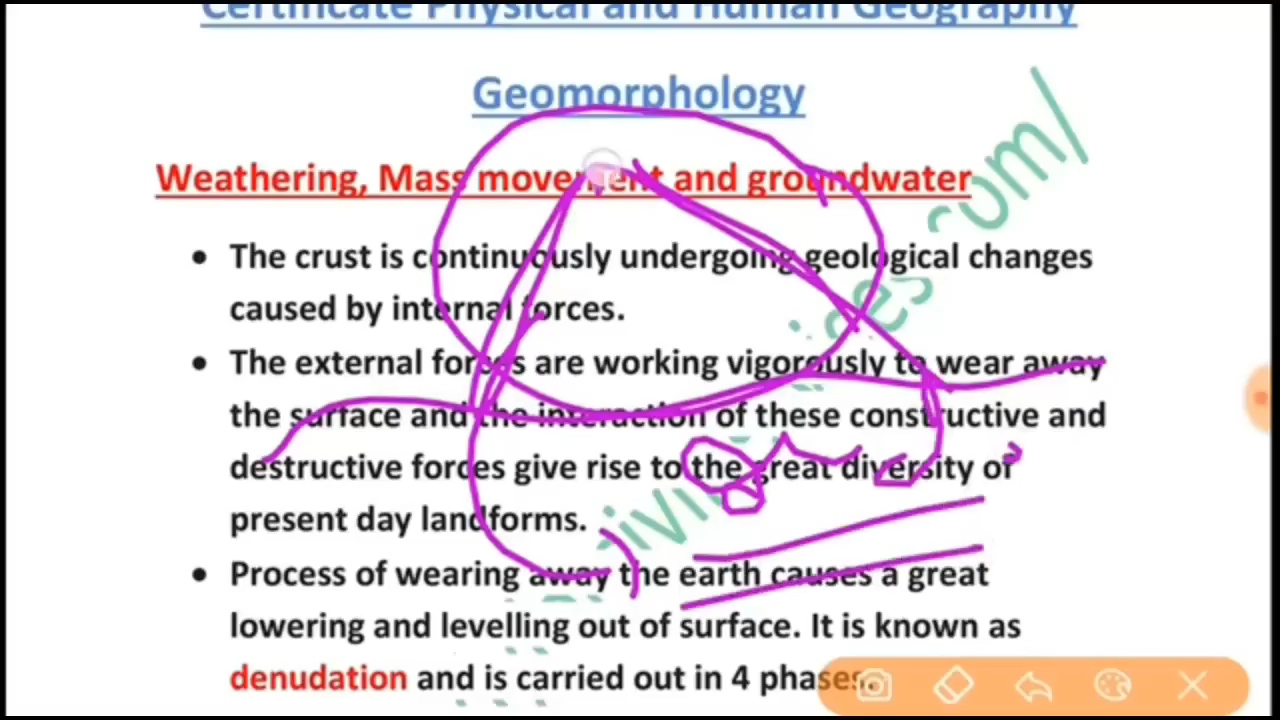 Certificate Physical and Human Geography
Geomorphology
Weathering, Mass movement and groundwater
• The crust is continuously undergoing geological changes
caused by internal forces.
• The external forces are working vigorously to wear away
the surface and the interaction of these constructive and
destructive forces give rise to the great diversity of
present day landforms.
• Process of wearing away the earth causes a great
lowering and levelling out of surface. It is known as
denudation and is carried out in 4 phases.